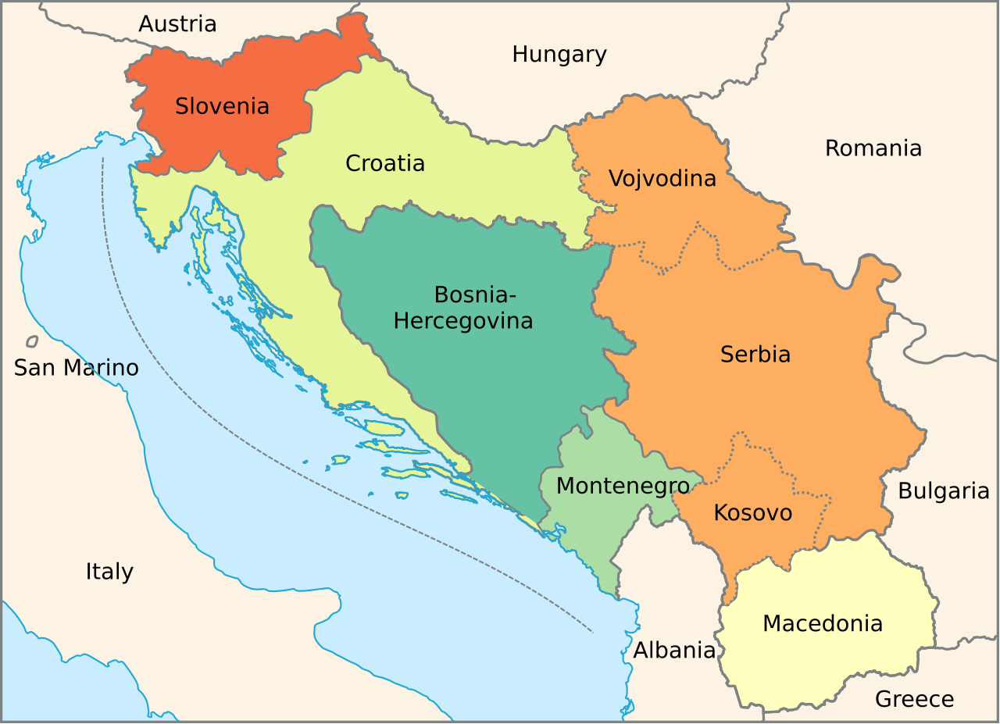 Austria
Hungary
Slovenia
Romania
Croatia
Vojvodina
Bosnia-
Hercegovina
Serbia
San Marino
Montenegro
Bulgaria
Kosovo
Italy
Macedonia
Albania
Greece